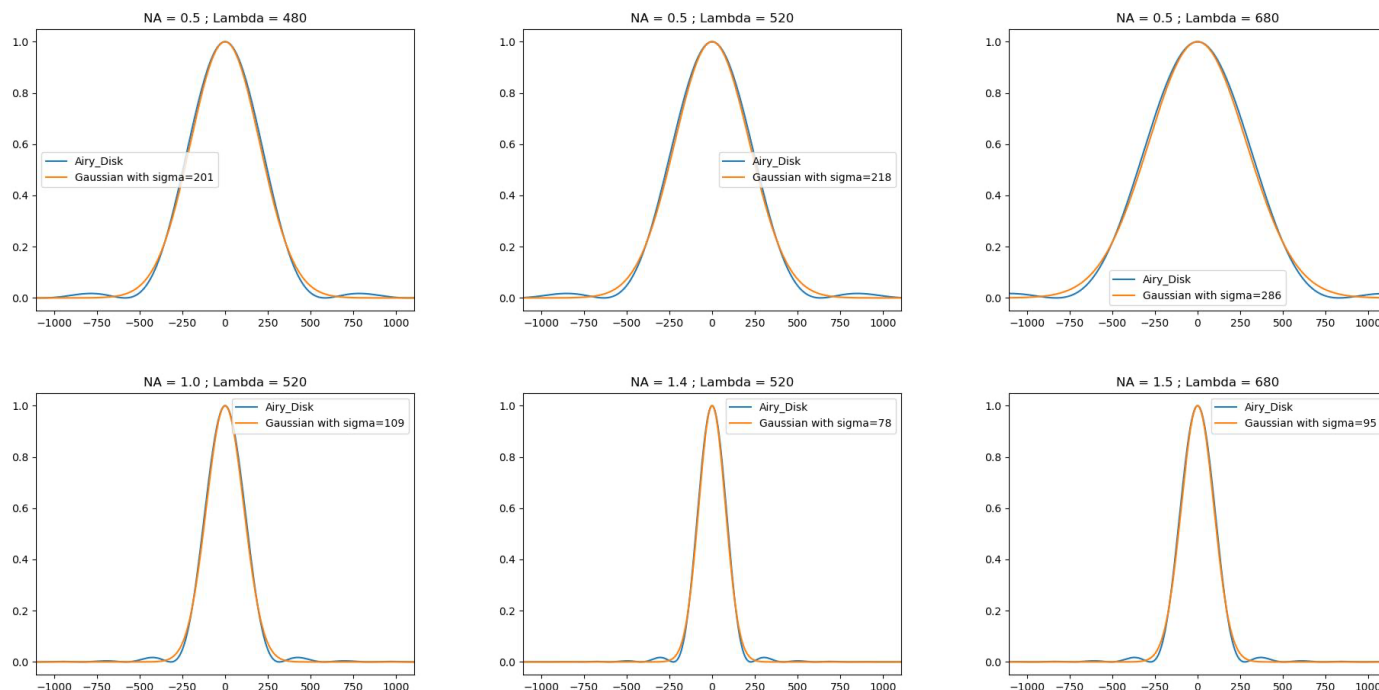 NA = 0.5 ; Lambda = 480
1.0
0.8
0.6
0.4
0.2
0.0
Airy_Disk
Gaussian with sigma=201
−1000 −750 −500 −250 0 250 500 750 1000
NA = 0.5 ; Lambda = 520
1.0
0.8
0.6
0.4
0.2
0.0
Airy_Disk
Gaussian with sigma=218
−1000 −750 −500 −250 0 250 500 750 1000
NA = 0.5 ; Lambda = 680
1.0
0.8
0.6
0.4
0.2
0.0
Airy_Disk
Gaussian with sigma=286
−1000 −750 −500 −250 0 250 500 750 1000
NA = 1.0 ; Lambda = 520
1.0
0.8
0.6
0.4
0.2
0.0
Airy_Disk
Gaussian with sigma=109
−1000 −750 −500 −250 0 250 500 750 1000
NA = 1.4 ; Lambda = 520
1.0
0.8
0.6
0.4
0.2
0.0
Airy_Disk
Gaussian with sigma=78
−1000 −750 −500 −250 0 250 500 750 1000
NA = 1.5 ; Lambda = 680
1.0
0.8
0.6
0.4
0.2
0.0
Airy_Disk
Gaussian with sigma=95
−1000 −750 −500 −250 0 250 500 750 1000